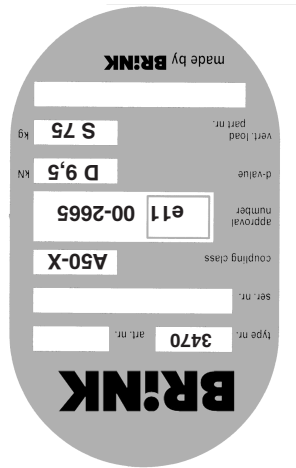 BRiNK
type nr. 3470 art. nr.
ser. nr.
coupling class A50-X
approval number e11 00-2665
d-value D 9,5 kN
vert. load S 75 kg
part nr.
made by BRiNK